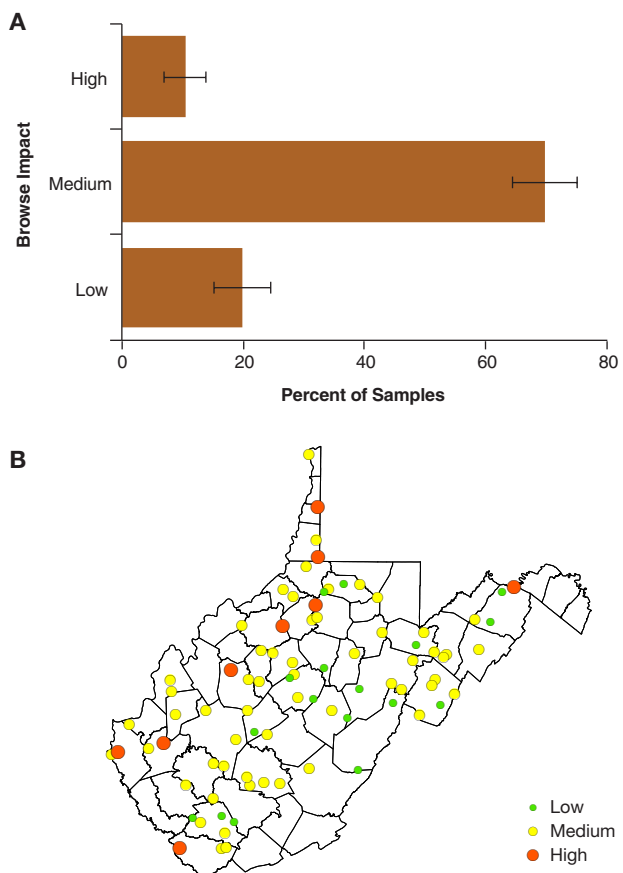 A
High
Medium
Low
Browse Impact
0 20 40 60 80
Percent of Samples
B
Low
Medium
High